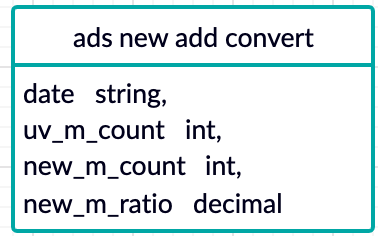 ads new add convert
date string,
uv_m_count int,
new_m_count int,
new_m_ratio decimal